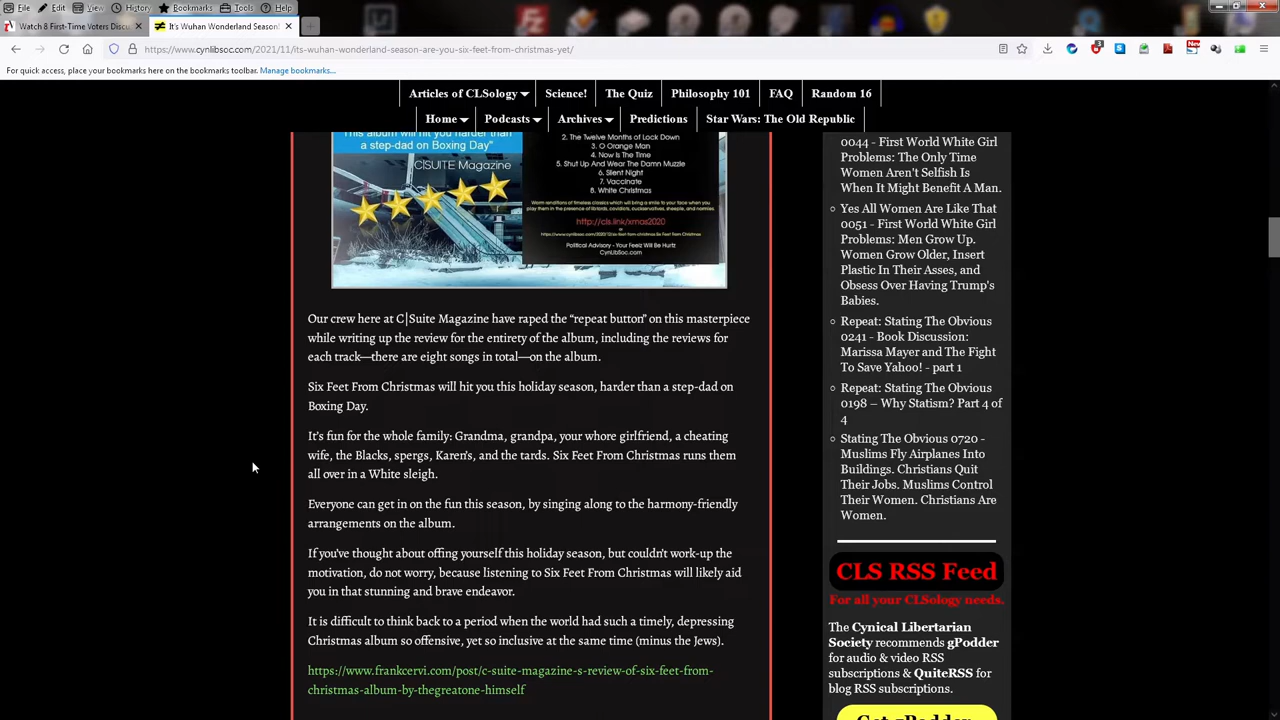 File Edit View History Bookmarks Tools Help
Watch 8 First-Time Voters Discu
It's Wuhan Wonderland Season!
https://www.cynlibsoc.com/2021/11/its-wuhan-wonderland-season-are-you-six-feet-from-christmas-yet/
New
For quick access, place your bookmarks here on the bookmarks toolbar. Manage bookmarks...
Articles of CLSology Science! The Quiz Philosophy 101 FAQ Random 16
Home Podcasts Archives Predictions Star Wars: The Old Republic
"This album will hit you harder than
a step-dad on Boxing Day"
C|SUITE Magazine
2. The Twelve Months of Lock Down
3. O Orange Man
4. Now Is The Time
5. Shut Up And Wear The Damn Muzzle
6. Silent Night
7. Vaccinate
8. White Christmas
http://cls.link/xmas2020
Political Advisory - Your Feelz Will Be Hurtz
CynLibSoc.com
Our crew here at C|Suite Magazine have raped the “repeat button” on this masterpiece
while writing up the review for the entirety of the album, including the reviews for
each track—there are eight songs in total—on the album.
Six Feet From Christmas will hit you this holiday season, harder than a step-dad on
Boxing Day.
It’s fun for the whole family: Grandma, grandpa, your whore girlfriend, a cheating
wife, the Blacks, spergs, Karen’s, and the tards. Six Feet From Christmas runs them
all over in a White sleigh.
Everyone can get in on the fun this season, by singing along to the harmony-friendly
arrangements on the album.
If you’ve thought about offing yourself this holiday season, but couldn’t work-up the
motivation, do not worry, because listening to Six Feet From Christmas will likely aid
you in that stunning and brave endeavor.
It is difficult to think back to a period when the world had such a timely, depressing
Christmas album so offensive, yet so inclusive at the same time (minus the Jews).
https://www.frankcervi.com/post/c-suite-magazine-s-review-of-six-feet-from-
christmas-album-by-thegreatone-himself
0044 - First World White Girl
Problems: The Only Time
Women Aren't Selfish Is
When It Might Benefit A Man.
Yes All Women Are Like That
0051 - First World White Girl
Problems: Men Grow Up.
Women Grow Older, Insert
Plastic In Their Asses, and
Obsess Over Having Trump's
Babies.
Repeat: Stating The Obvious
0241 - Book Discussion:
Marissa Mayer and The Fight
To Save Yahoo! - part 1
Repeat: Stating The Obvious
0198 – Why Statism? Part 4 of
4
Stating The Obvious 0720 -
Muslims Fly Airplanes Into
Buildings. Christians Quit
Their Jobs. Muslims Control
Their Women. Christians Are
Women.
CLS RSS Feed
For all your CLSology needs.
The Cynical Libertarian
Society recommends gPodder
for audio & video RSS
subscriptions & QuiteRSS for
blog RSS subscriptions.
Get gPodder